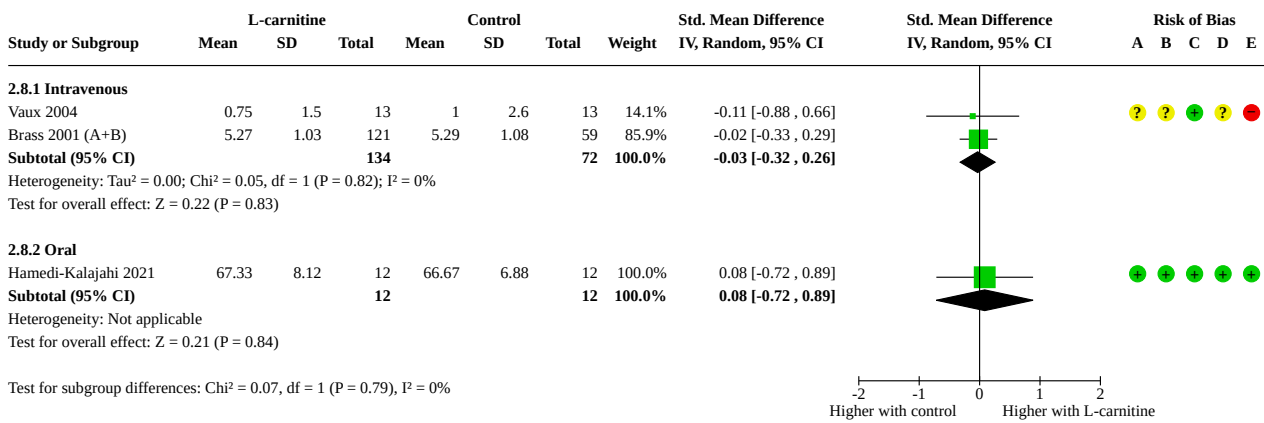 L-carnitine Control Std. Mean Difference Std. Mean Difference Risk of Bias
Study or Subgroup Mean SD Total Mean SD Total Weight IV, Random, 95% CI IV, Random, 95% CI A B C D E
2.8.1 Intravenous
Vaux 2004 0.75 1.5 13 1 2.6 13 14.1% -0.11 [-0.88 , 0.66] ? ? + ? −
Brass 2001 (A+B) 5.27 1.03 121 5.29 1.08 59 85.9% -0.02 [-0.33 , 0.29]
Subtotal (95% CI) 134 72 100.0% -0.03 [-0.32 , 0.26]
Heterogeneity: Tau² = 0.00; Chi² = 0.05, df = 1 (P = 0.82); I² = 0%
Test for overall effect: Z = 0.22 (P = 0.83)
2.8.2 Oral
Hamedi-Kalajahi 2021 67.33 8.12 12 66.67 6.88 12 100.0% 0.08 [-0.72 , 0.89] + + + + +
Subtotal (95% CI) 12 12 100.0% 0.08 [-0.72 , 0.89]
Heterogeneity: Not applicable
Test for overall effect: Z = 0.21 (P = 0.84)
Test for subgroup differences: Chi² = 0.07, df = 1 (P = 0.79), I² = 0%
-2 -1 0 1 2
Higher with control Higher with L-carnitine